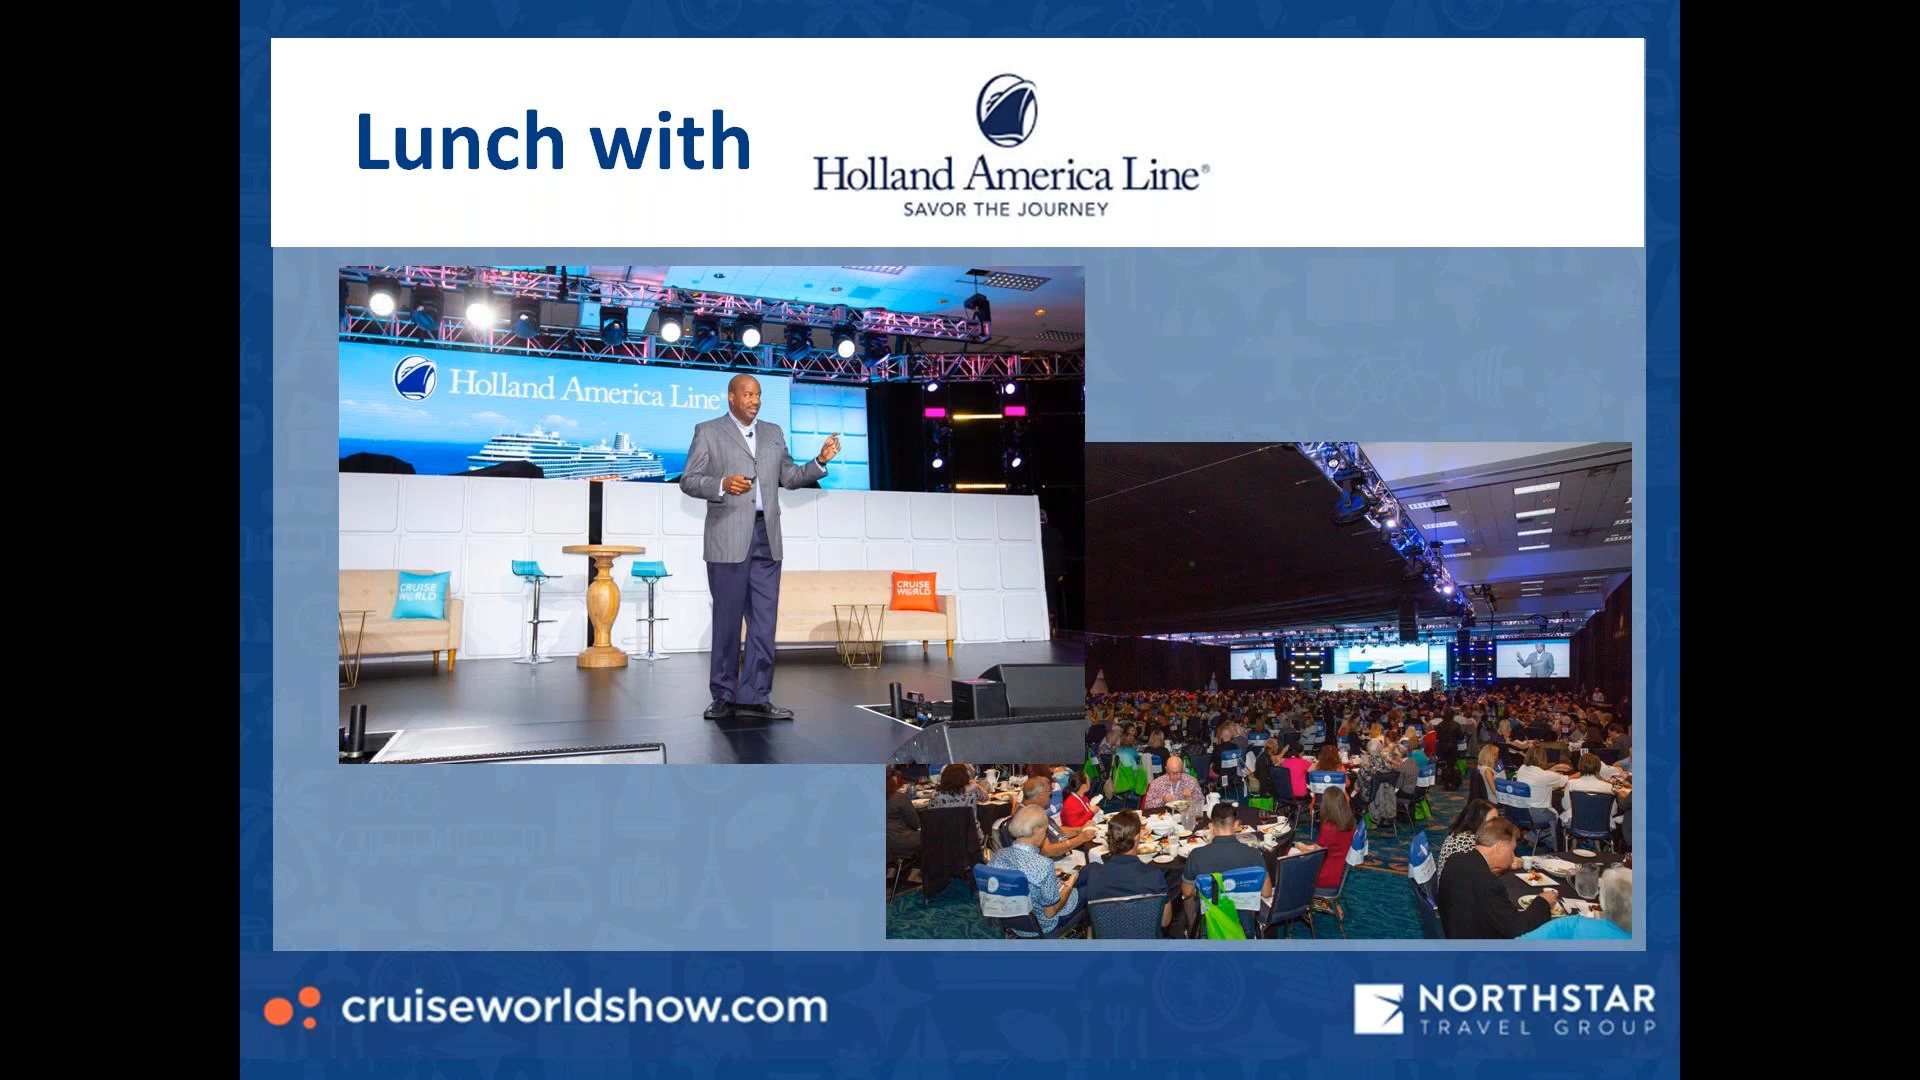 Lunch with
Holland America Line®
SAVOR THE JOURNEY
Holland America Line
CRUISE
WORLD
CRUISE
WORLD
cruiseworldshow.com
NORTHSTAR
TRAVEL GROUP